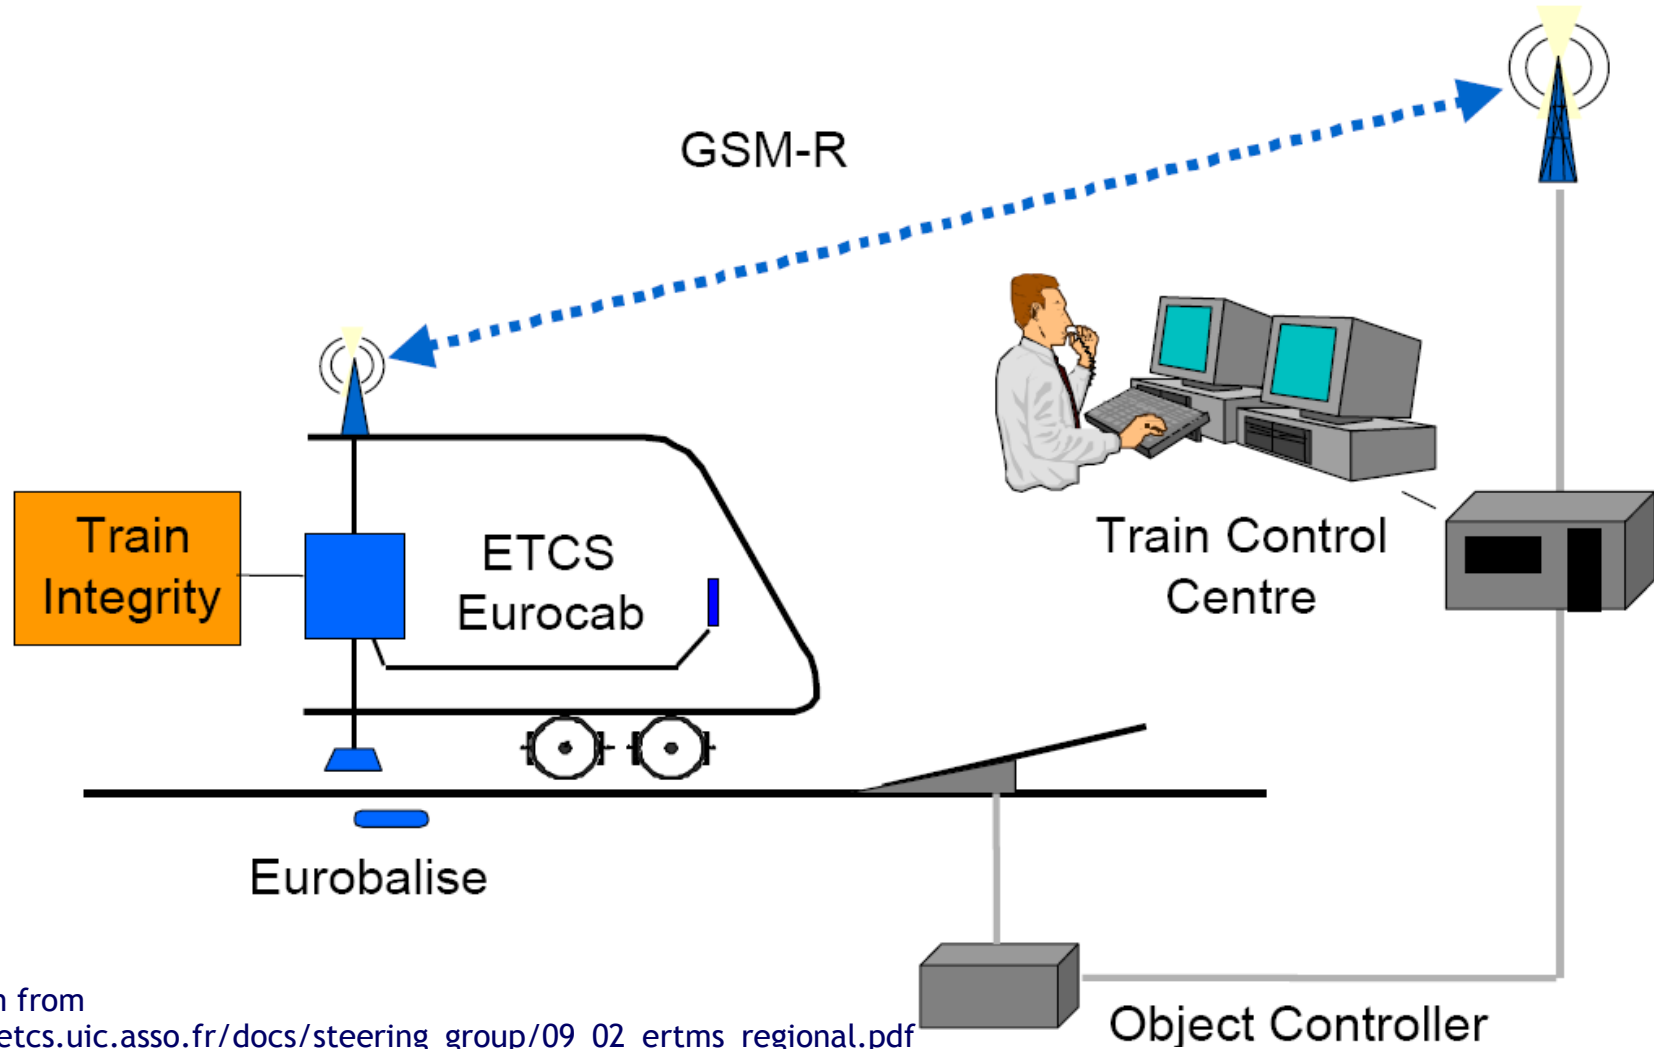 GSM-R
Train
Integrity
ETCS
Eurocab
Train Control
Centre
Eurobalise
from
etcs.uic.asso.fr/docs/steering_group/09_02_ertms_regional.pdf
Object Controller